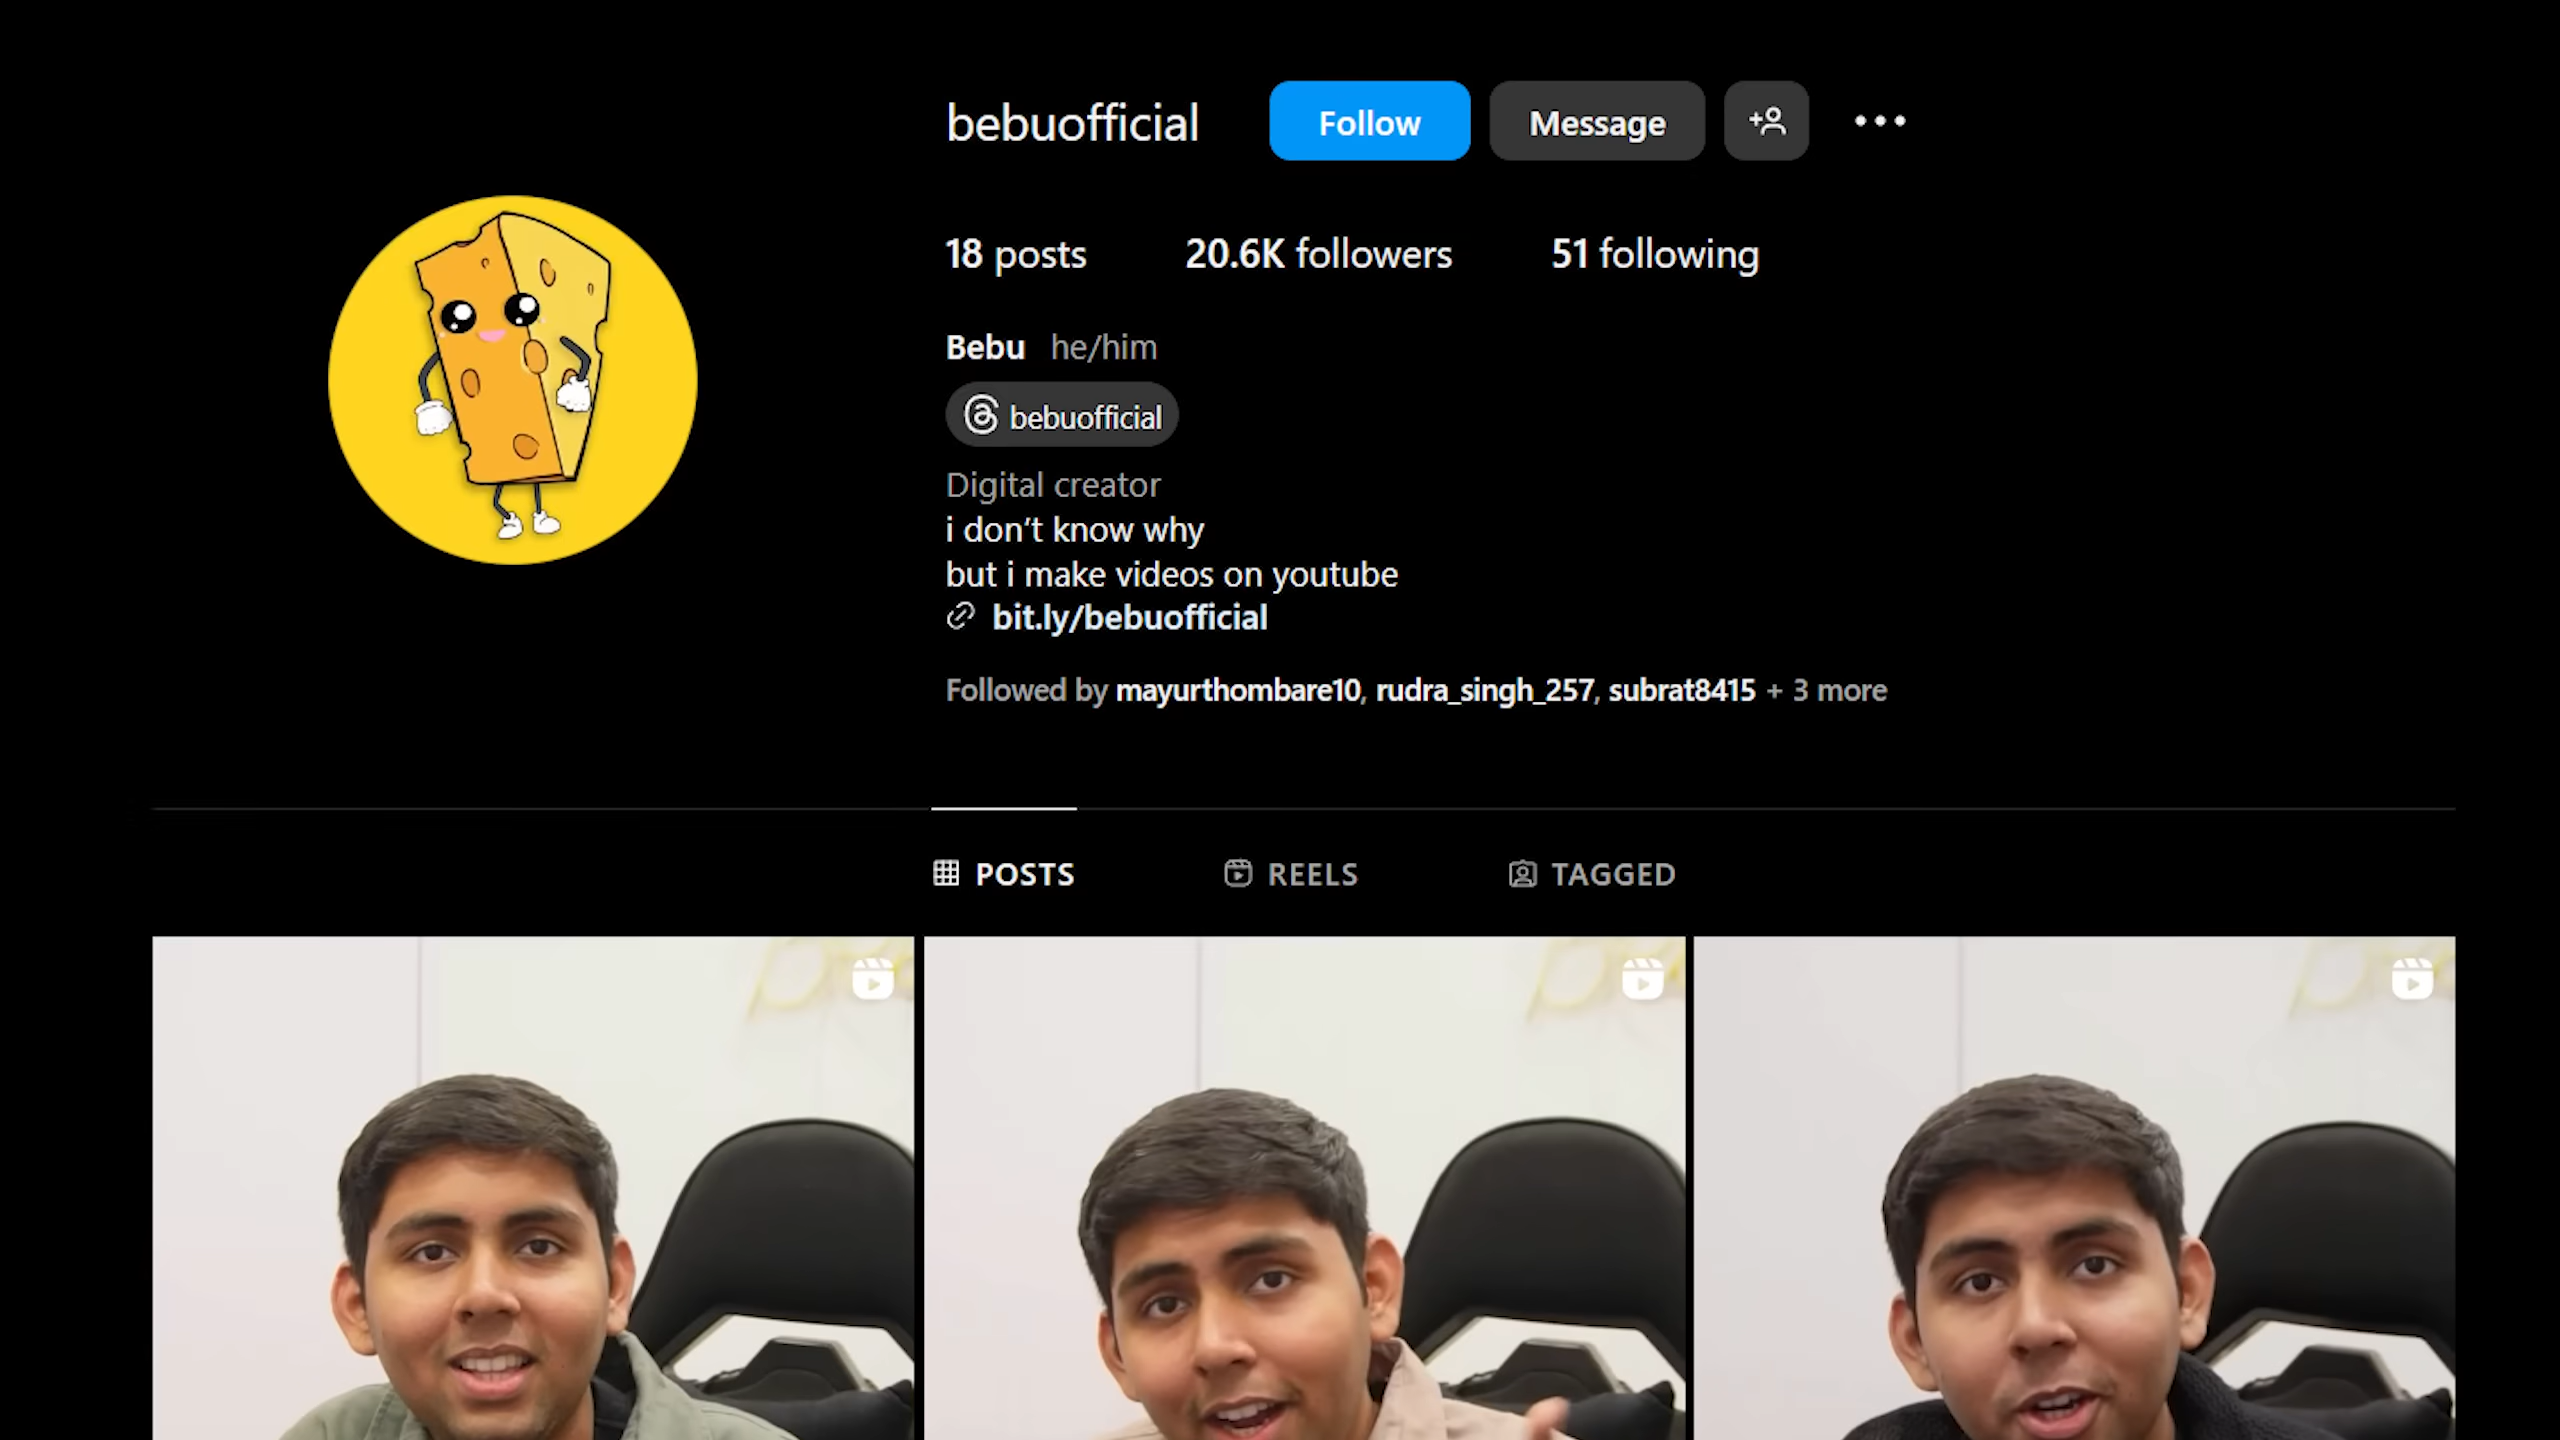 bebuofficial Follow Message
18 posts 20.6K followers 51 following
Bebu he/him
bebuofficial
Digital creator
i don’t know why
but i make videos on youtube
bit.ly/bebuofficial
Followed by mayurthombare10, rudra_singh_257, subrat8415 + 3 more
POSTS REELS TAGGED